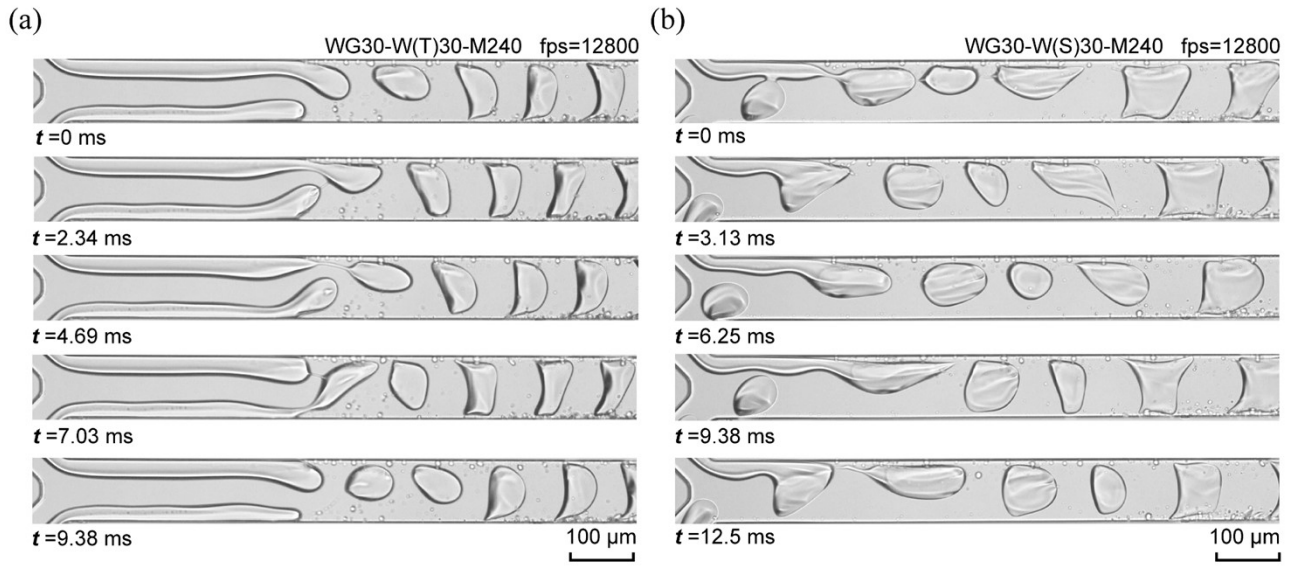 (a)
WG30-W(T)30-M240 fps=12800
t =0 ms
t =2.34 ms
t =4.69 ms
t =7.03 ms
t =9.38 ms
100 μm
(b)
WG30-W(S)30-M240 fps=12800
t =0 ms
t =3.13 ms
t =6.25 ms
t =9.38 ms
t =12.5 ms
100 μm